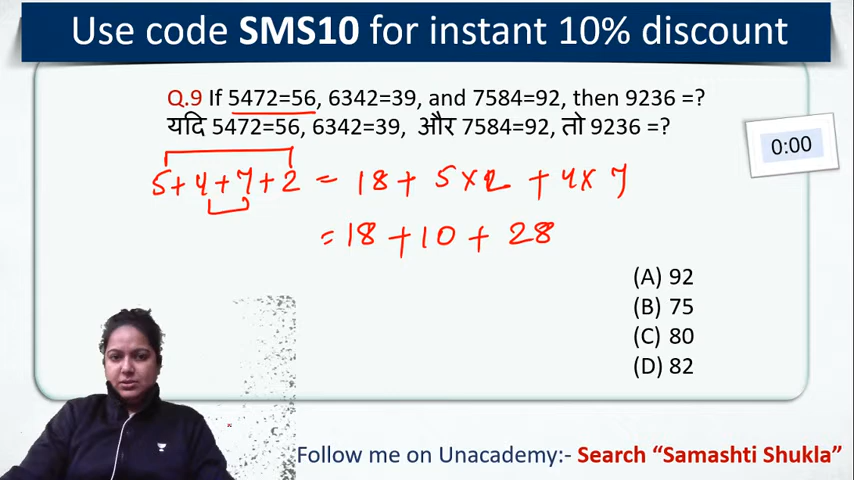 Use code SMS10 for instant 10% discount
Q.9 If 5472=56, 6342=39, and 7584=92, then 9236 =?
यदि 5472=56, 6342=39, और 7584=92, तो 9236 =?
0:00
5+4+7+2 = 18 + 5×2 + 4×7
= 18 + 10 + 28
(A) 92
(B) 75
(C) 80
(D) 82
Follow me on Unacademy:- Search “Samashti Shukla”